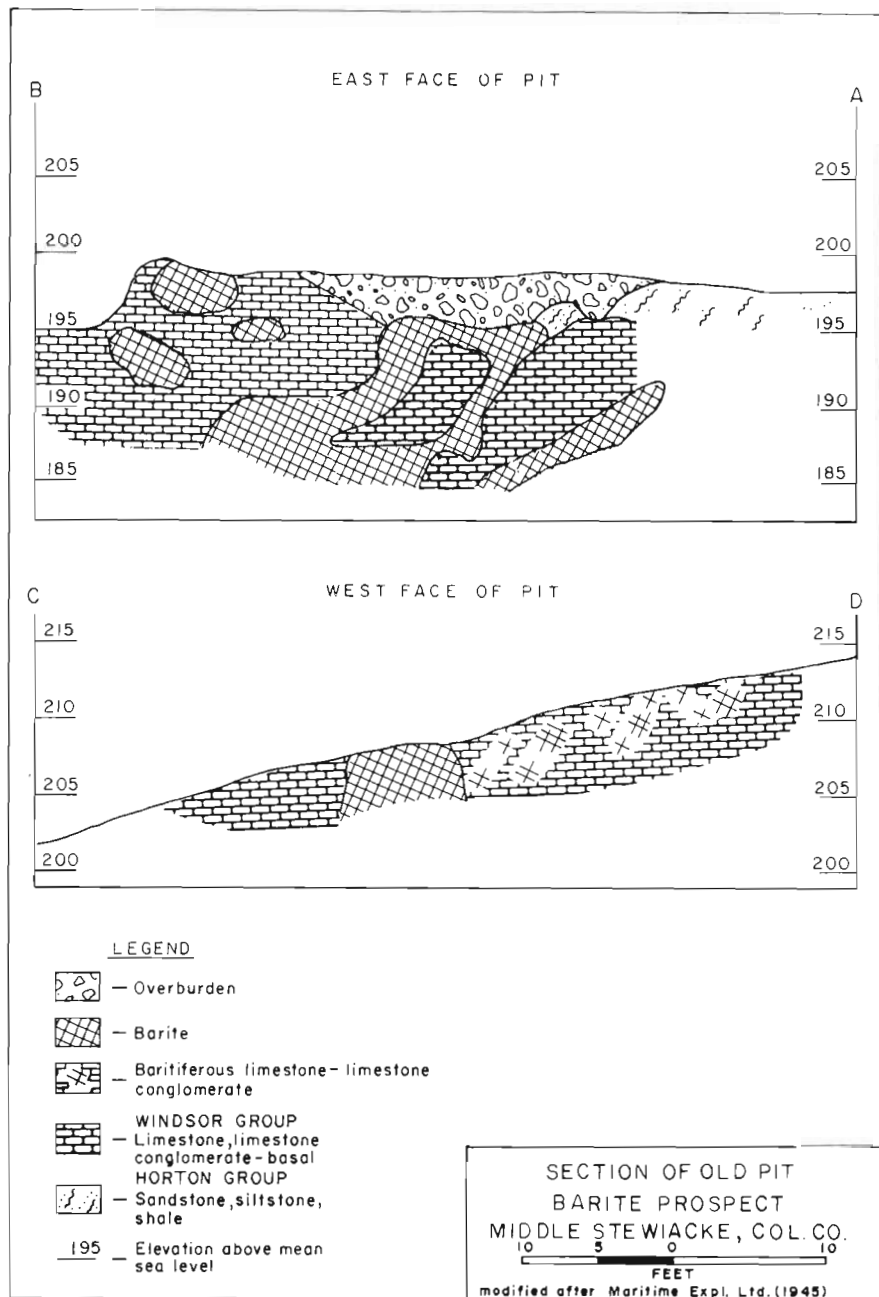 EAST FACE OF PIT
B A
205 205
200 200
195 195
190 190
185 185
WEST FACE OF PIT
C D
215 215
210 210
205 205
200 200
LEGEND
— Overburden
— Barite
— Baritiferous limestone - limestone
conglomerate
WINDSOR GROUP
— Limestone, limestone
conglomerate - basal
HORTON GROUP
— Sandstone, siltstone,
shale
195 — Elevation above mean
sea level
SECTION OF OLD PIT
BARITE PROSPECT
MIDDLE STEWIACKE, COL. CO.
10 5 0 10
FEET
modified after Maritime Expl. Ltd. (1945)